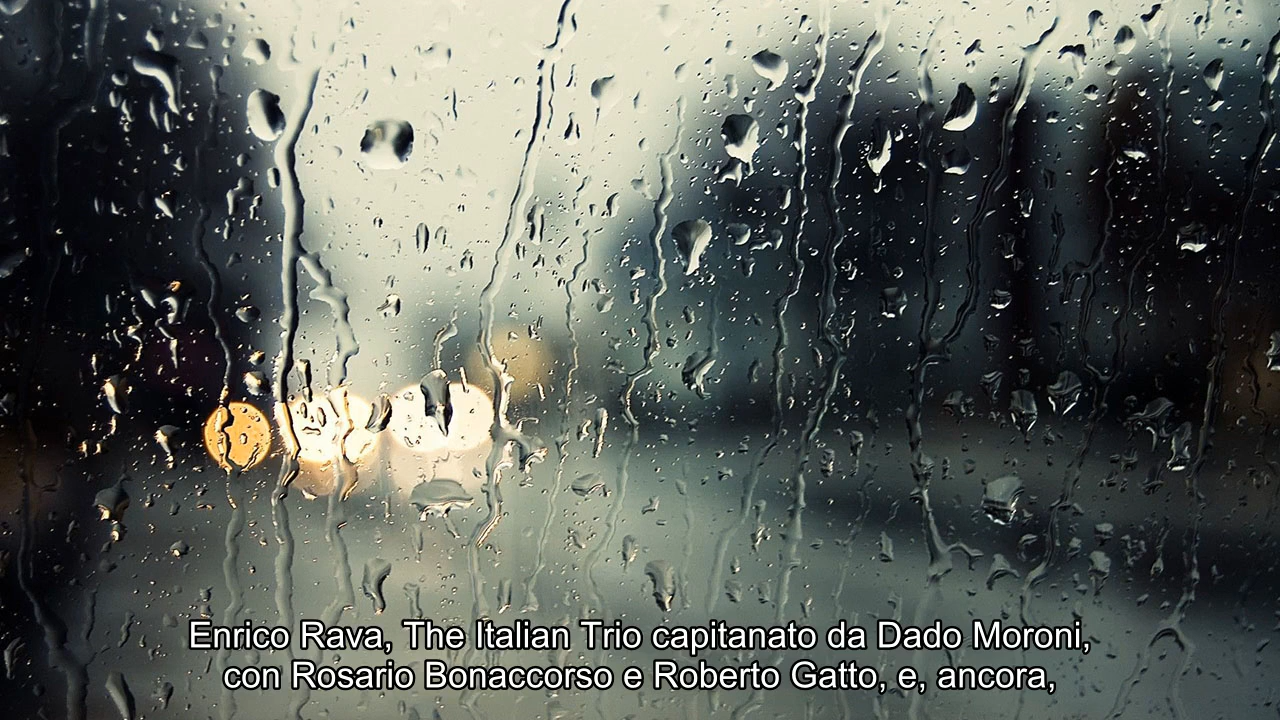 Enrico Rava, The Italian Trio capitanato da Dado Moroni,
con Rosario Bonaccorso e Roberto Gatto, e, ancora,